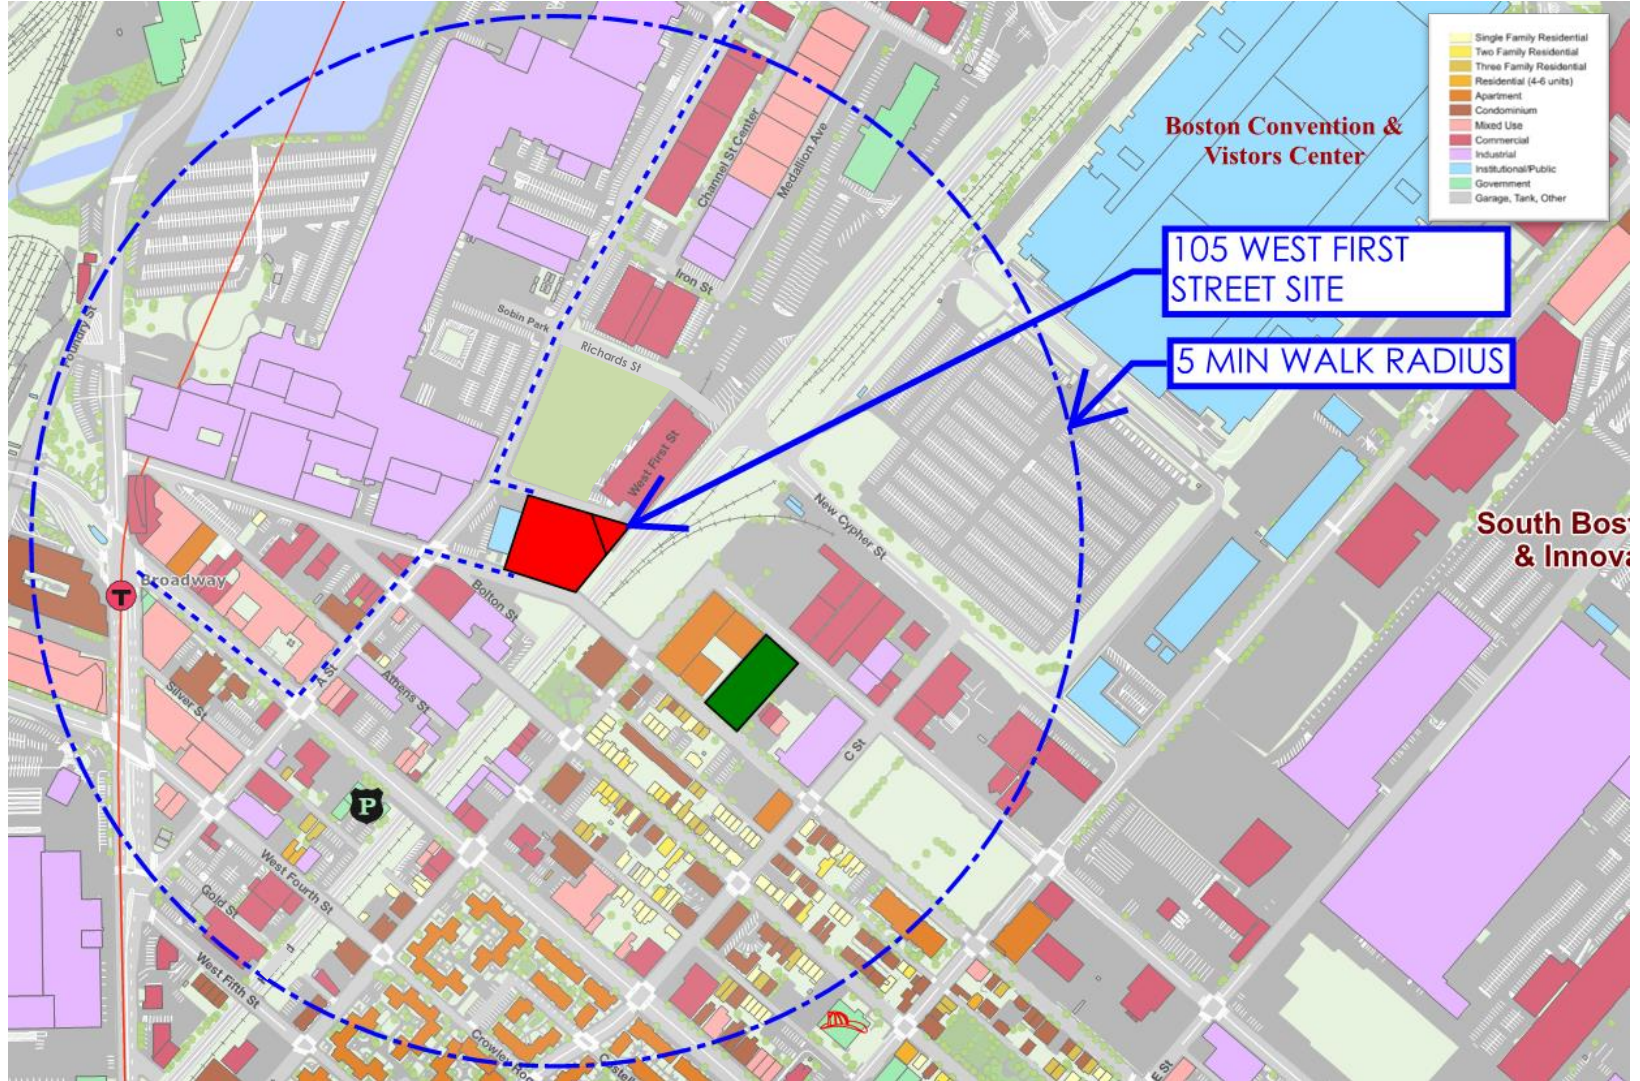 Single Family Residential
Two Family Residential
Three Family Residential
Residential (4-6 units)
Apartment
Condominium
Mixed Use
Commercial
Industrial
Institutional/Public
Government
Garage, Tank, Other
Boston Convention &
Vistors Center
105 WEST FIRST
STREET SITE
5 MIN WALK RADIUS
Channel St Center
Medallion Ave
Iron St
Sobin Park
Richards St
Foundry St
West First St
New Cypher St
South Bost
& Innova
Broadway
T
Bolton St
A St
Athens St
Silver St
C St
P
West Fourth St
Gold St
West Fifth St
E St